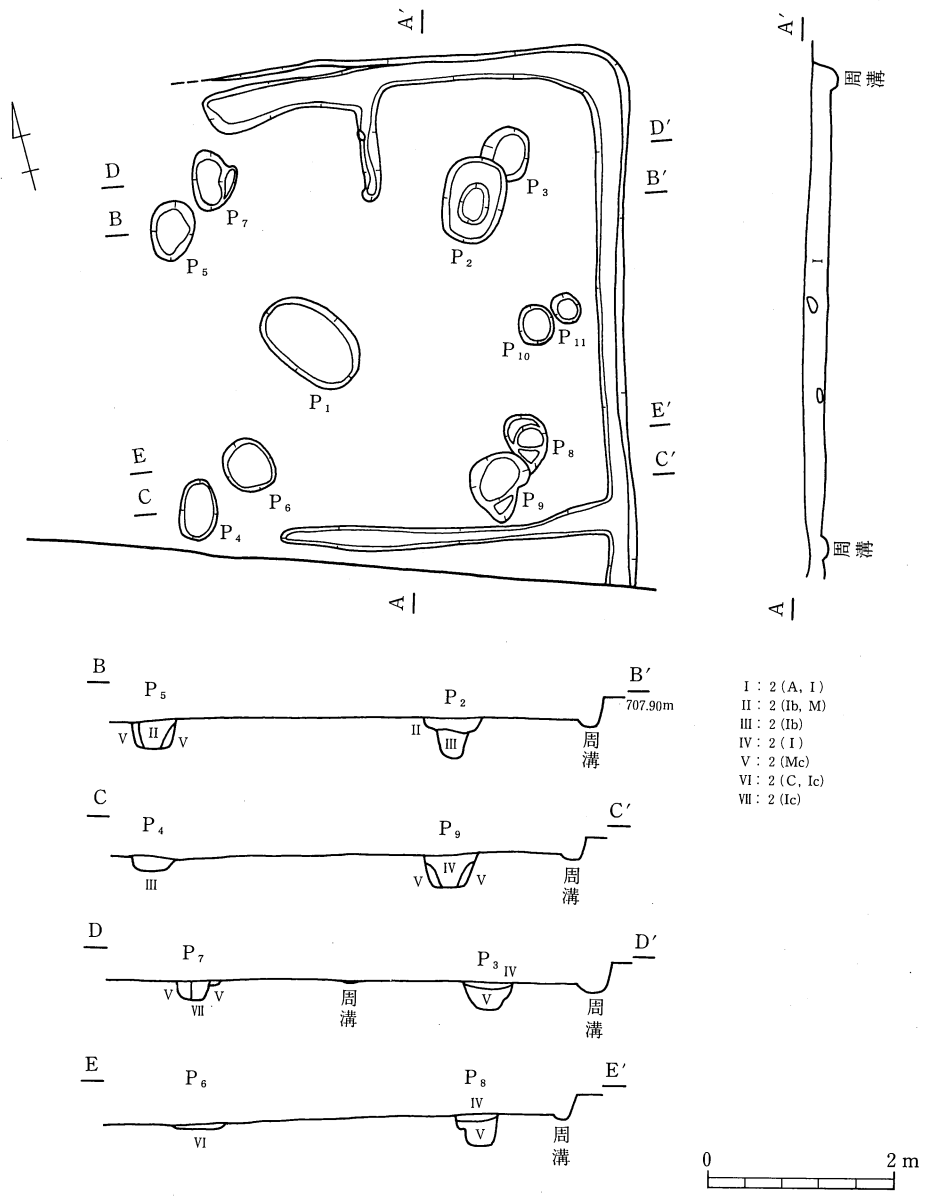 A′
A′
周溝
D′
B′
D
B
P3
P7
P2
P5
I
P10
P11
P1
E′
C′
E
C
P8
P9
P6
P4
周溝
A
A
B
P5
P2
B′
707.90m
V
II
V
II
III
周溝
I : 2 (A, I)
II : 2 (Ib, M)
III : 2 (Ib)
IV : 2 (I)
V : 2 (Mc)
VI : 2 (C, Ic)
VII : 2 (Ic)
C
P4
P9
C′
III
V
IV
V
周溝
D
P7
P3
IV
D′
V
VII
V
周溝
V
周溝
E
P6
P8
E′
VI
IV
V
周溝
0
2 m